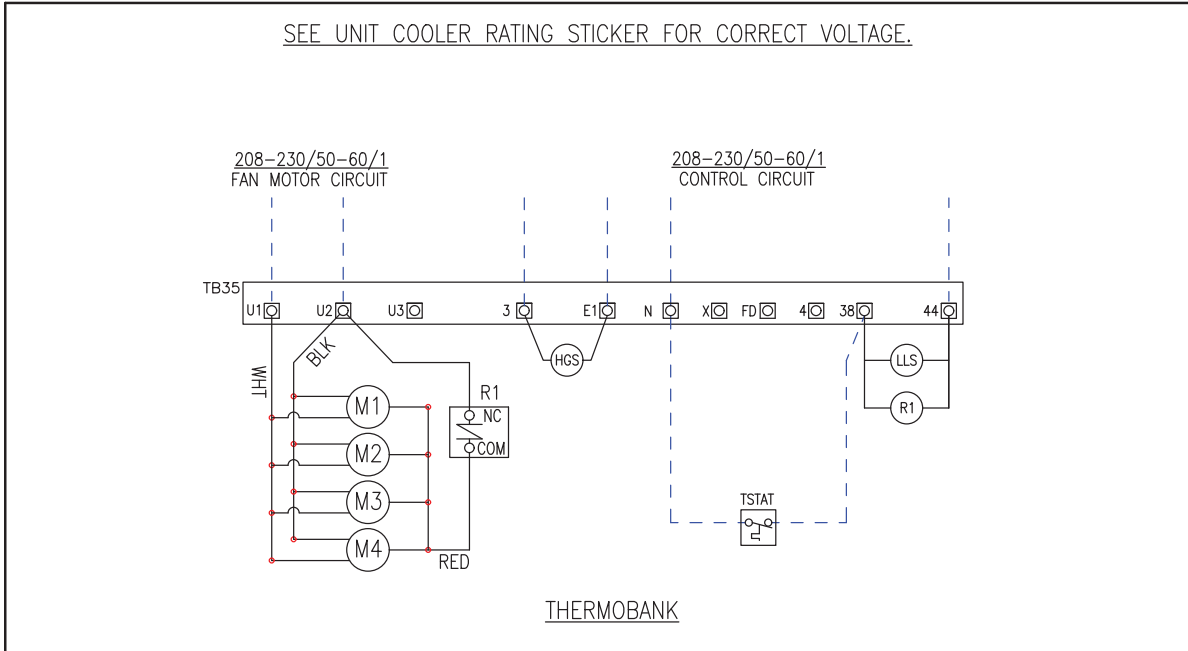 SEE UNIT COOLER RATING STICKER FOR CORRECT VOLTAGE.
208-230/50-60/1
FAN MOTOR CIRCUIT
208-230/50-60/1
CONTROL CIRCUIT
TB35
U1 U2 U3 3 E1 N X FD 4 38 44
BLK
WHT
HGS
LLS
R1
R1
NC
COM
M1
M2
M3
M4
RED
TSTAT
THERMOBANK